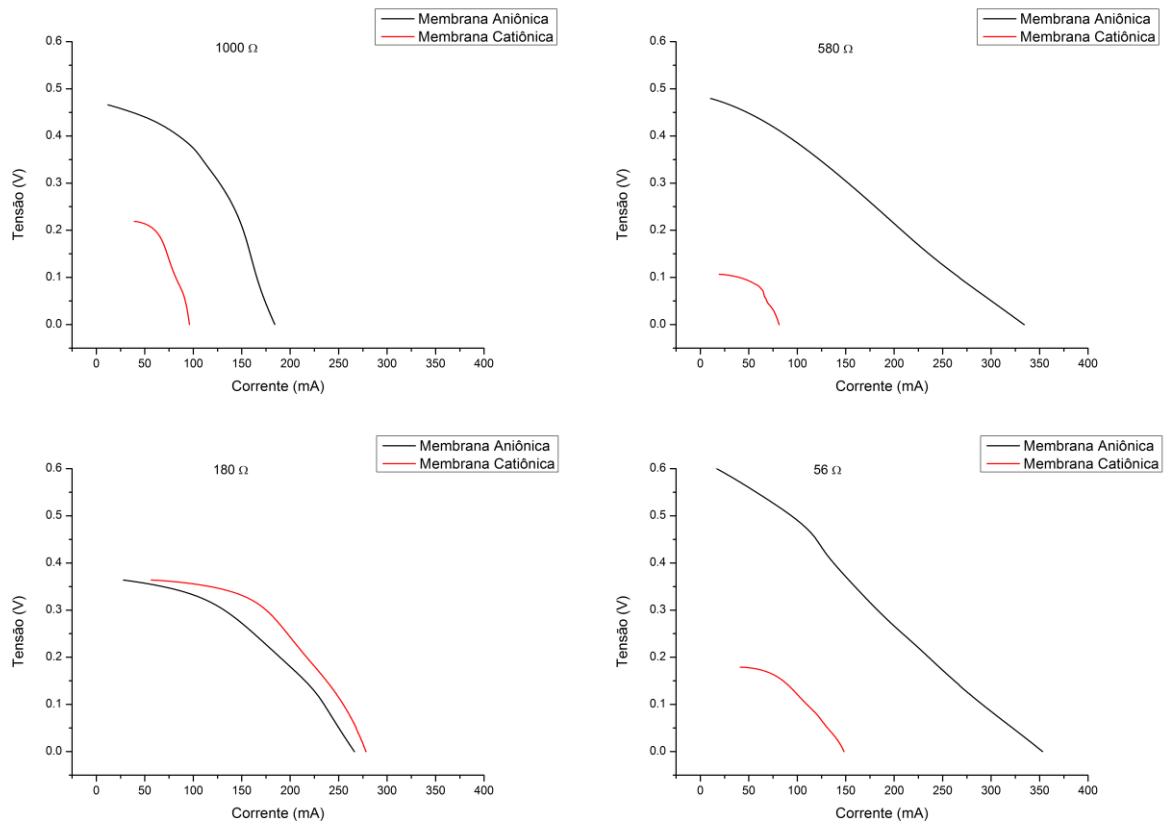 Membrana Aniônica
Membrana Catiônica
1000 Ω
0.6
0.5
0.4
0.3
0.2
0.1
0.0
Tensão (V)
0 50 100 150 200 250 300 350 400
Corrente (mA)
Membrana Aniônica
Membrana Catiônica
580 Ω
0.6
0.5
0.4
0.3
0.2
0.1
0.0
Tensão (V)
0 50 100 150 200 250 300 350 400
Corrente (mA)
Membrana Aniônica
Membrana Catiônica
180 Ω
0.6
0.5
0.4
0.3
0.2
0.1
0.0
Tensão (V)
0 50 100 150 200 250 300 350 400
Corrente (mA)
Membrana Aniônica
Membrana Catiônica
56 Ω
0.6
0.5
0.4
0.3
0.2
0.1
0.0
Tensão (V)
0 50 100 150 200 250 300 350 400
Corrente (mA)